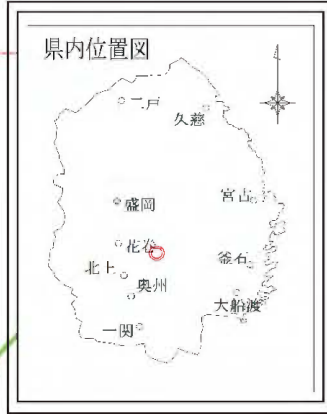 県内位置図
二戸
久慈
盛岡
宮古
花巻
釜石
北上
奥州
大船渡
一関